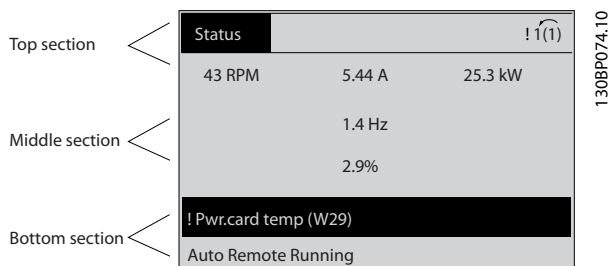 Top section
Status
! 1(1)
43 RPM 5.44 A 25.3 kW
Middle section
1.4 Hz
2.9%
Bottom section
! Pwr.card temp (W29)
Auto Remote Running
130BP074.10